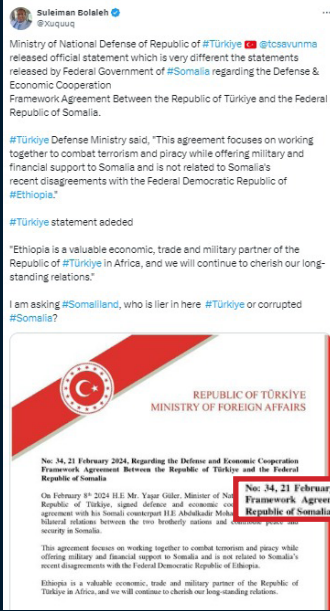 Suleiman Bolaleh
@Xuquuq
Ministry of National Defense of Republic of #Türkiye @tcsavunma
released official statement which is very different the statements
released by Federal Government of #Somalia regarding the Defense &
Economic Cooperation
Framework Agreement Between the Republic of Türkiye and the Federal
Republic of Somalia.
#Türkiye Defense Ministry said, "This agreement focuses on working
together to combat terrorism and piracy while offering military and
financial support to Somalia and is not related to Somalia's
recent disagreements with the Federal Democratic Republic of
#Ethiopia."
#Türkiye statement adeded
"Ethiopia is a valuable economic, trade and military partner of the
Republic of #Türkiye in Africa, and we will continue to cherish our long-
standing relations."
I am asking #Somaliland, who is lier in here #Türkiye or corrupted
#Somalia?
REPUBLIC OF TÜRKİYE
MINISTRY OF FOREIGN AFFAIRS
No: 34, 21 February 2024, Regarding the Defense and Economic Cooperation
Framework Agreement Between the Republic of Türkiye and the Federal
Republic of Somalia
On February 8th 2024 H.E Mr. Yaşar Güler, Minister of Nat
Republic of Türkiye, signed defense and economic co
agreement with his Somali counterpart H.E Abdulkadir Moha
bilateral relations between the two brotherly nations and
security in Somalia.
This agreement focuses on working together to combat terrorism and piracy while
offering military and financial support to Somalia and is not related to Somalia's
recent disagreements with the Federal Democratic Republic of Ethiopia.
Ethiopia is a valuable economic, trade and military partner of the Republic of
Türkiye in Africa, and we will continue to cherish our long-standing relations.
No: 34, 21 Februar
Framework Agree
Republic of Somalia